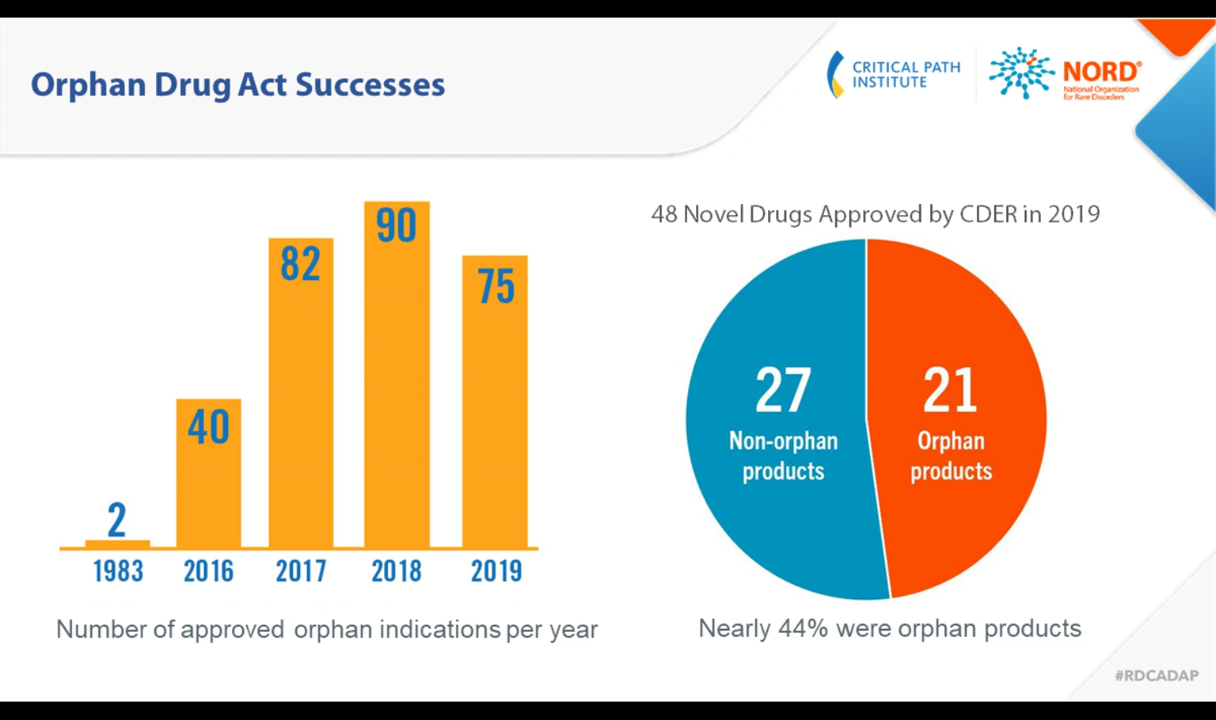 Orphan Drug Act Successes
CRITICAL PATH
INSTITUTE
NORD®
National Organization
for Rare Disorders
2
40
82
90
75
1983 2016 2017 2018 2019
Number of approved orphan indications per year
48 Novel Drugs Approved by CDER in 2019
27
Non-orphan
products
21
Orphan
products
Nearly 44% were orphan products
#RDCADAP